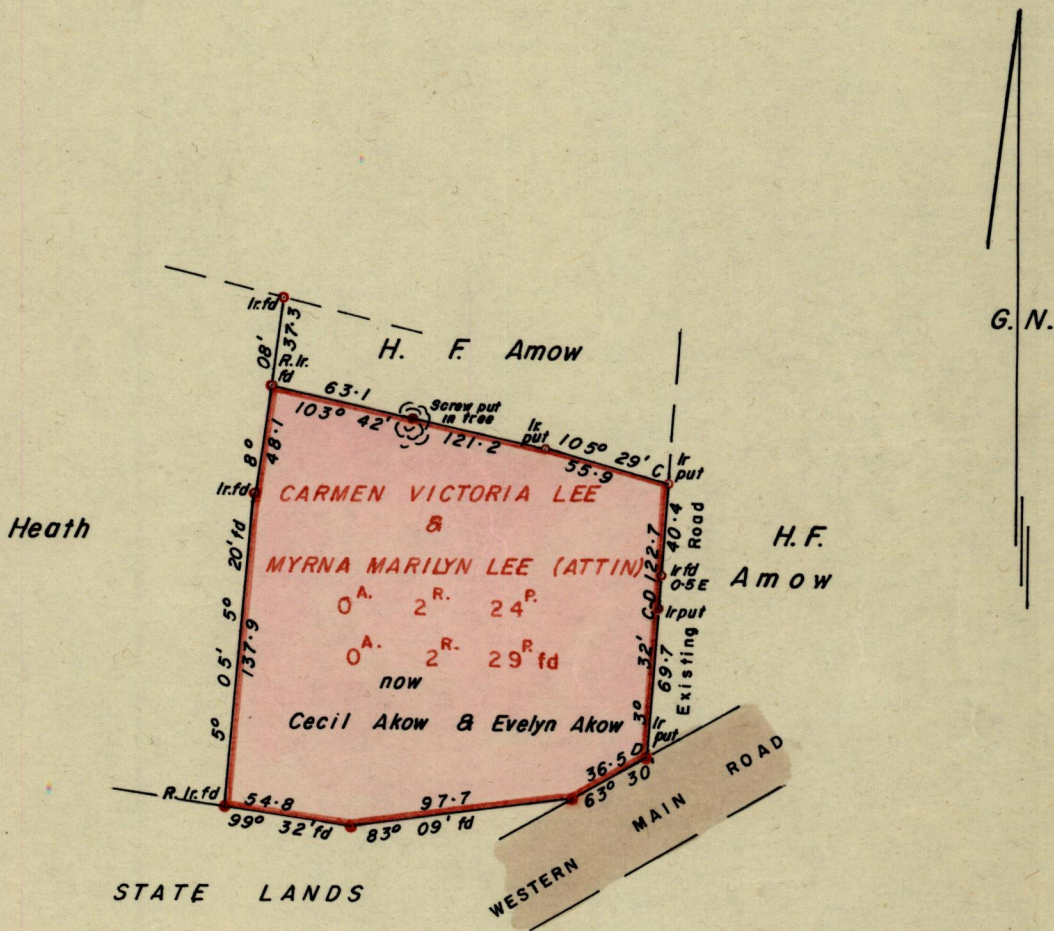 G. N.
Ir.fd
37.3
08'
R.Ir.
fd
H. F. Amow
63.1
103° 42'
Screw put
in tree
121.2
Ir.
put
105° 29'
55.9
C
Ir
put
8°
48.1
Ir.fd
CARMEN VICTORIA LEE
&
MYRNA MARILYN LEE (ATTIN)
0A. 2R. 24P.
0A. 2R. 29P. fd
now
Cecil Akow & Evelyn Akow
Heath
20' fd
5°
05'
5°
137.9
H.F.
Amow
40.4
C-D 122.7
Existing Road
Ir fd
0.5 E
Ir put
32'
3°
69.7
Ir
put
D
36.5
63° 30'
R.Ir.fd
54.8
99° 32' fd
97.7
83° 09' fd
WESTERN MAIN ROAD
STATE LANDS